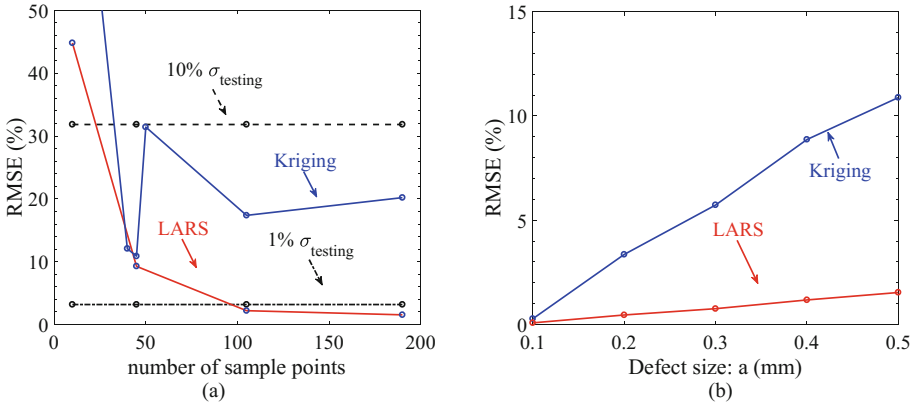 50
40
30
20
10
0
RMSE (%)
10% σtesting
Kriging
LARS
1% σtesting
0 50 100 150 200
number of sample points
(a)
15
10
5
0
RMSE (%)
Kriging
LARS
0.1 0.2 0.3 0.4 0.5
Defect size: a (mm)
(b)